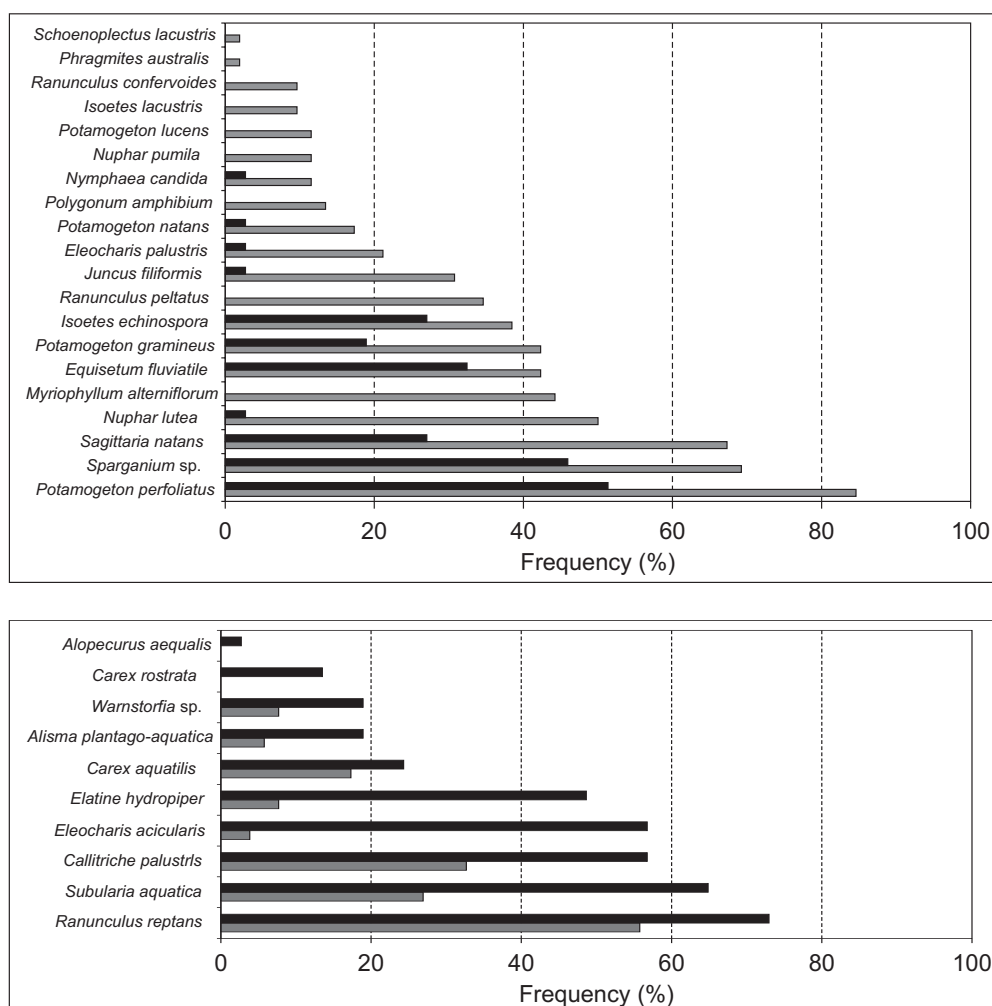 Schoenoplectus lacustris
Phragmites australis
Ranunculus confervoides
Isoetes lacustris
Potamogeton lucens
Nuphar pumila
Nymphaea candida
Polygonum amphibium
Potamogeton natans
Eleocharis palustris
Juncus filiformis
Ranunculus peltatus
Isoetes echinospora
Potamogeton gramineus
Equisetum fluviatile
Myriophyllum alterniflorum
Nuphar lutea
Sagittaria natans
Sparganium sp.
Potamogeton perfoliatus
0 20 40 60 80 100
Frequency (%)
Alopecurus aequalis
Carex rostrata
Warnstorfia sp.
Alisma plantago-aquatica
Carex aquatilis
Elatine hydropiper
Eleocharis acicularis
Callitriche palustrls
Subularia aquatica
Ranunculus reptans
0 20 40 60 80 100
Frequency (%)